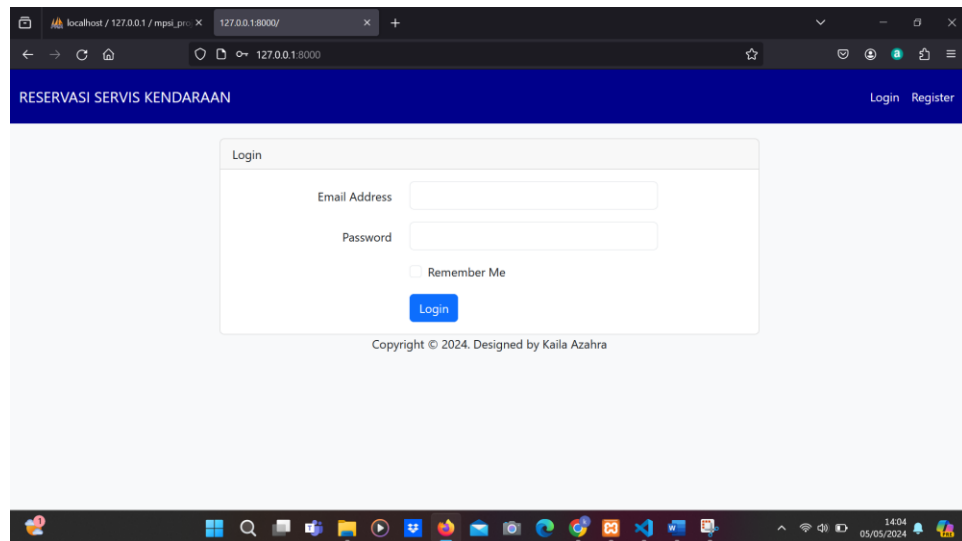 localhost / 127.0.0.1 / mpsi_pro
127.0.0.1:8000/
127.0.0.1:8000
RESERVASI SERVIS KENDARAAN
Login Register
Login
Email Address
Password
Remember Me
Login
Copyright © 2024. Designed by Kaila Azahra
14:04
05/05/2024